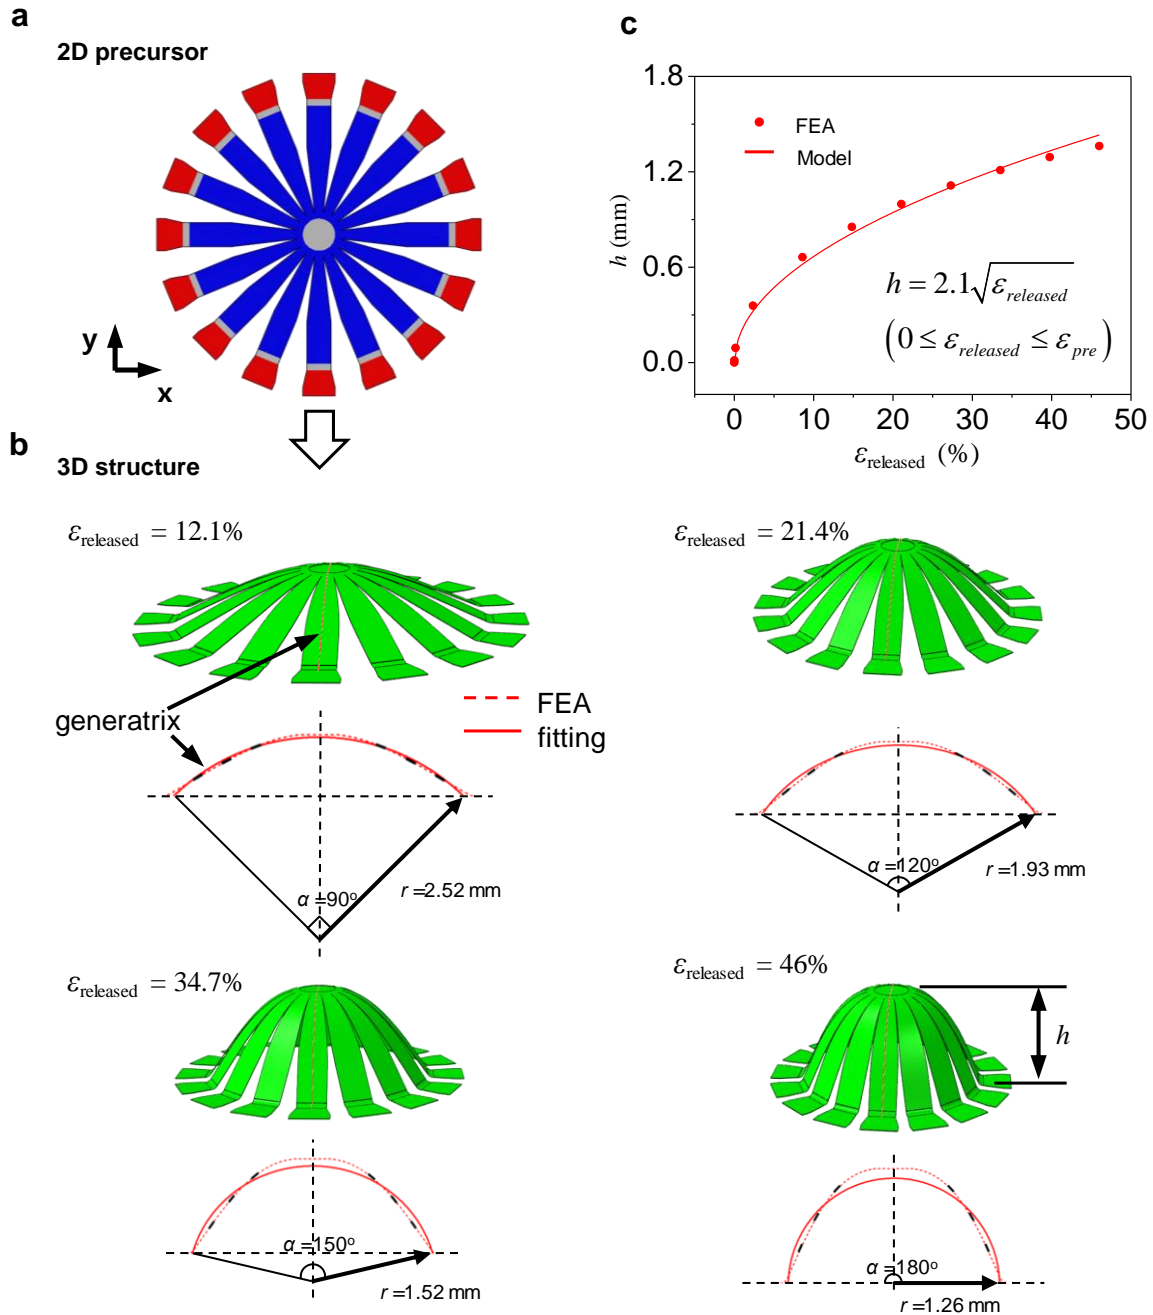 a
2D precursor
y
x
c
1.8
1.2
0.6
0.0
h (mm)
FEA
Model
h = 2.1√ε_released
(0 ≤ ε_released ≤ ε_pre)
0 10 20 30 40 50
ε_released (%)
b
3D structure
ε_released = 12.1%
generatrix
FEA
fitting
α=90°
r=2.52 mm
ε_released = 21.4%
α=120°
r=1.93 mm
ε_released = 34.7%
α=150°
r=1.52 mm
ε_released = 46%
h
α=180°
r=1.26 mm